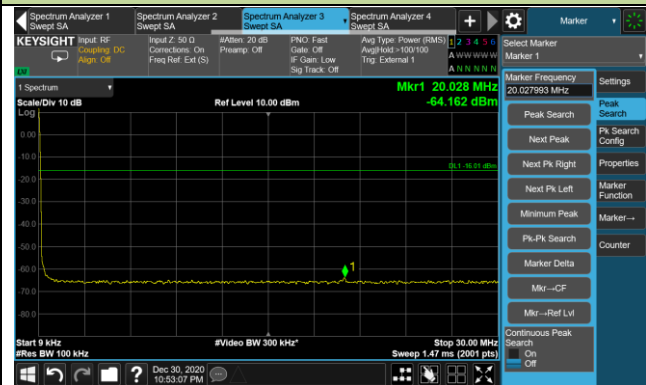 Spectrum Analyzer 1
Swept SA
Spectrum Analyzer 2
Swept SA
Spectrum Analyzer 3
Swept SA
Spectrum Analyzer 4
Swept SA
+
Marker
KEYSIGHT
Input: RF
Coupling: DC
Align: Off
Input Z: 50 Ω
Corrections: On
Freq Ref: Ext (S)
#Atten: 20 dB
Preamp: Off
PNO: Fast
Gate: Off
IF Gain: Low
Sig Track: Off
Avg Type: Power (RMS)
Avg|Hold:>100/100
Trig: External 1
1 2 3 4 5 6
A W W W W W
A N N N N N
LXI
Select Marker
Marker 1
1 Spectrum
Scale/Div 10 dB
Log
Ref Level 10.00 dBm
Mkr1 20.028 MHz
-64.162 dBm
0.00
-10.0
-20.0
-30.0
-40.0
-50.0
-60.0
-70.0
-80.0
DL1 -16.01 dBm
1
Start 9 kHz
#Res BW 100 kHz
#Video BW 300 kHz*
Stop 30.00 MHz
Sweep 1.47 ms (2001 pts)
Marker Frequency
20.027993 MHz
Peak Search
Next Peak
Next Pk Right
Next Pk Left
Minimum Peak
Pk-Pk Search
Marker Delta
Mkr→CF
Mkr→Ref Lvl
Continuous Peak
Search
On
Off
Settings
Peak
Search
Pk Search
Config
Properties
Marker
Function
Marker→
Counter
?
Dec 30, 2020
10:53:07 PM